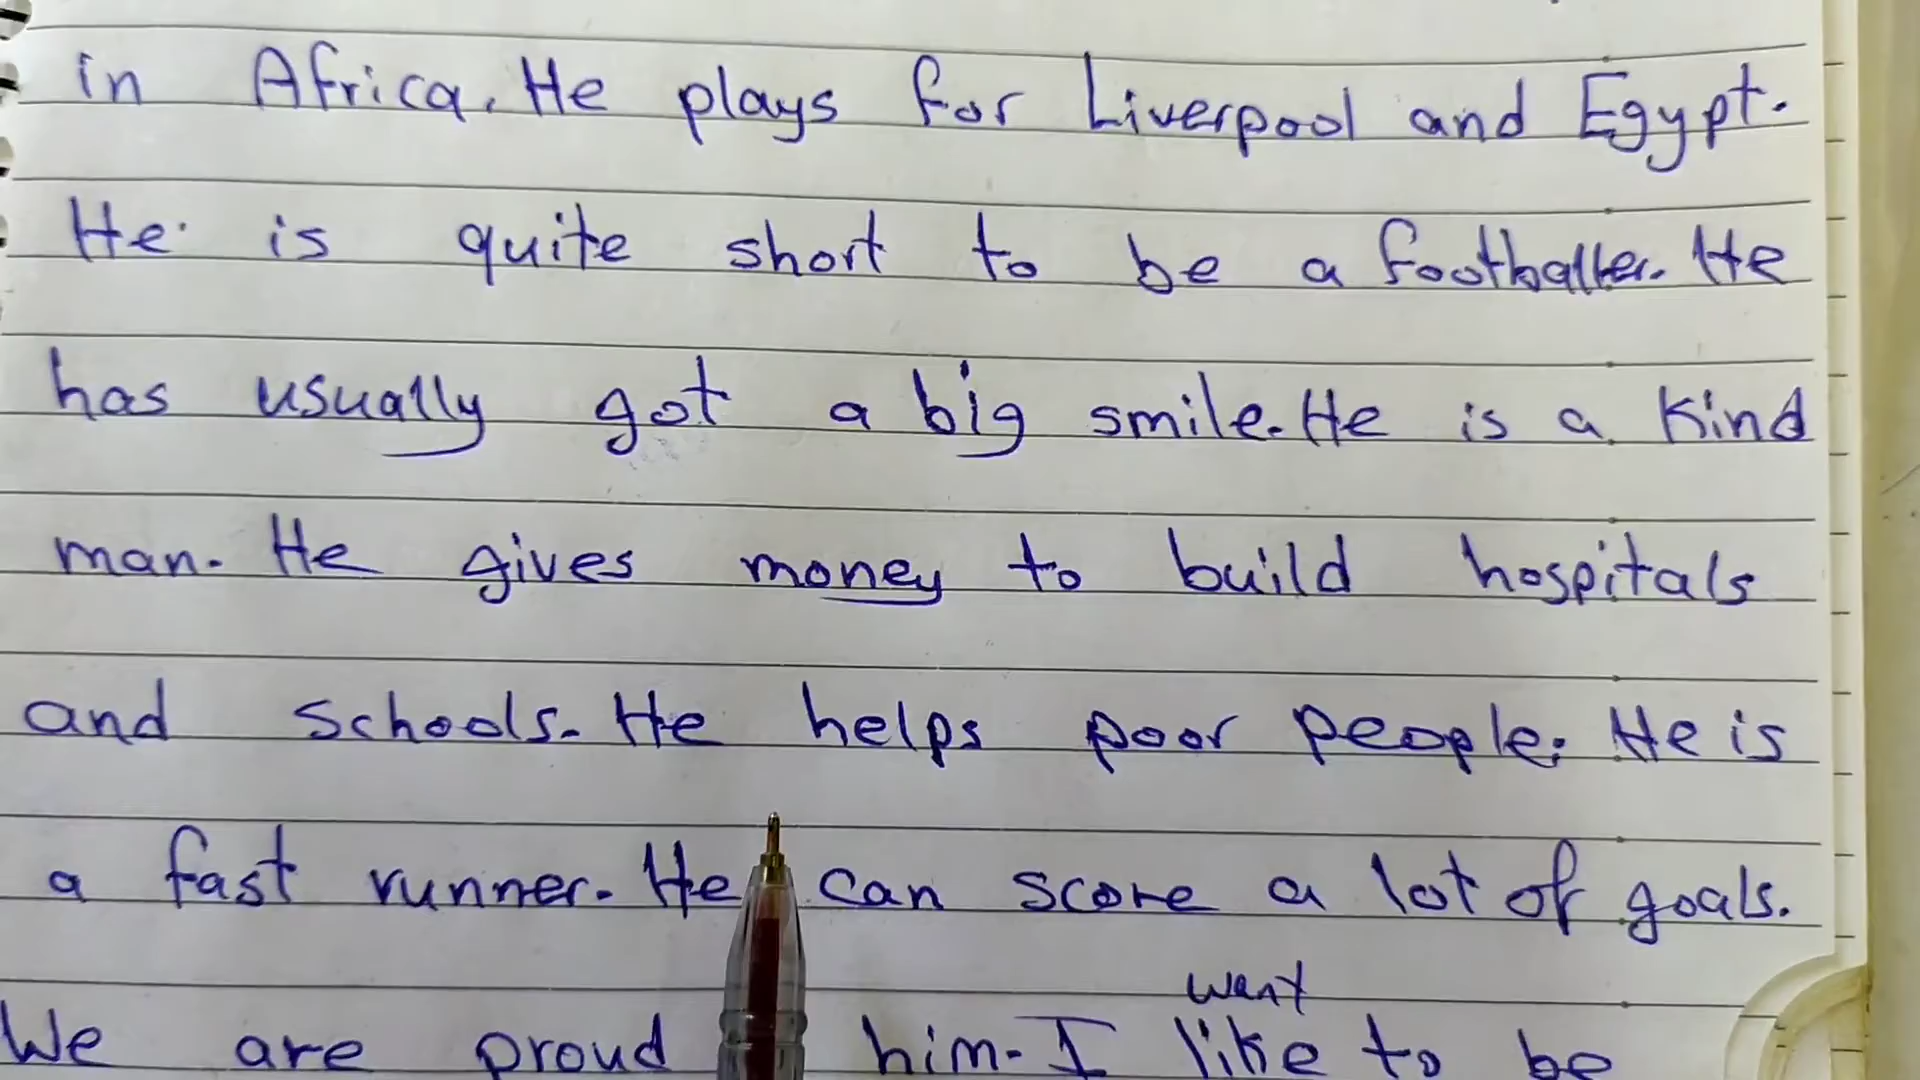 in Africa. He plays for Liverpool and Egypt.
He is quite short to be a footballer. He
has usually got a big smile. He is a kind
man. He gives money to build hospitals
and schools. He helps poor people. He is
a fast runner. He can score a lot of goals.
want
We are proud him. I like to be